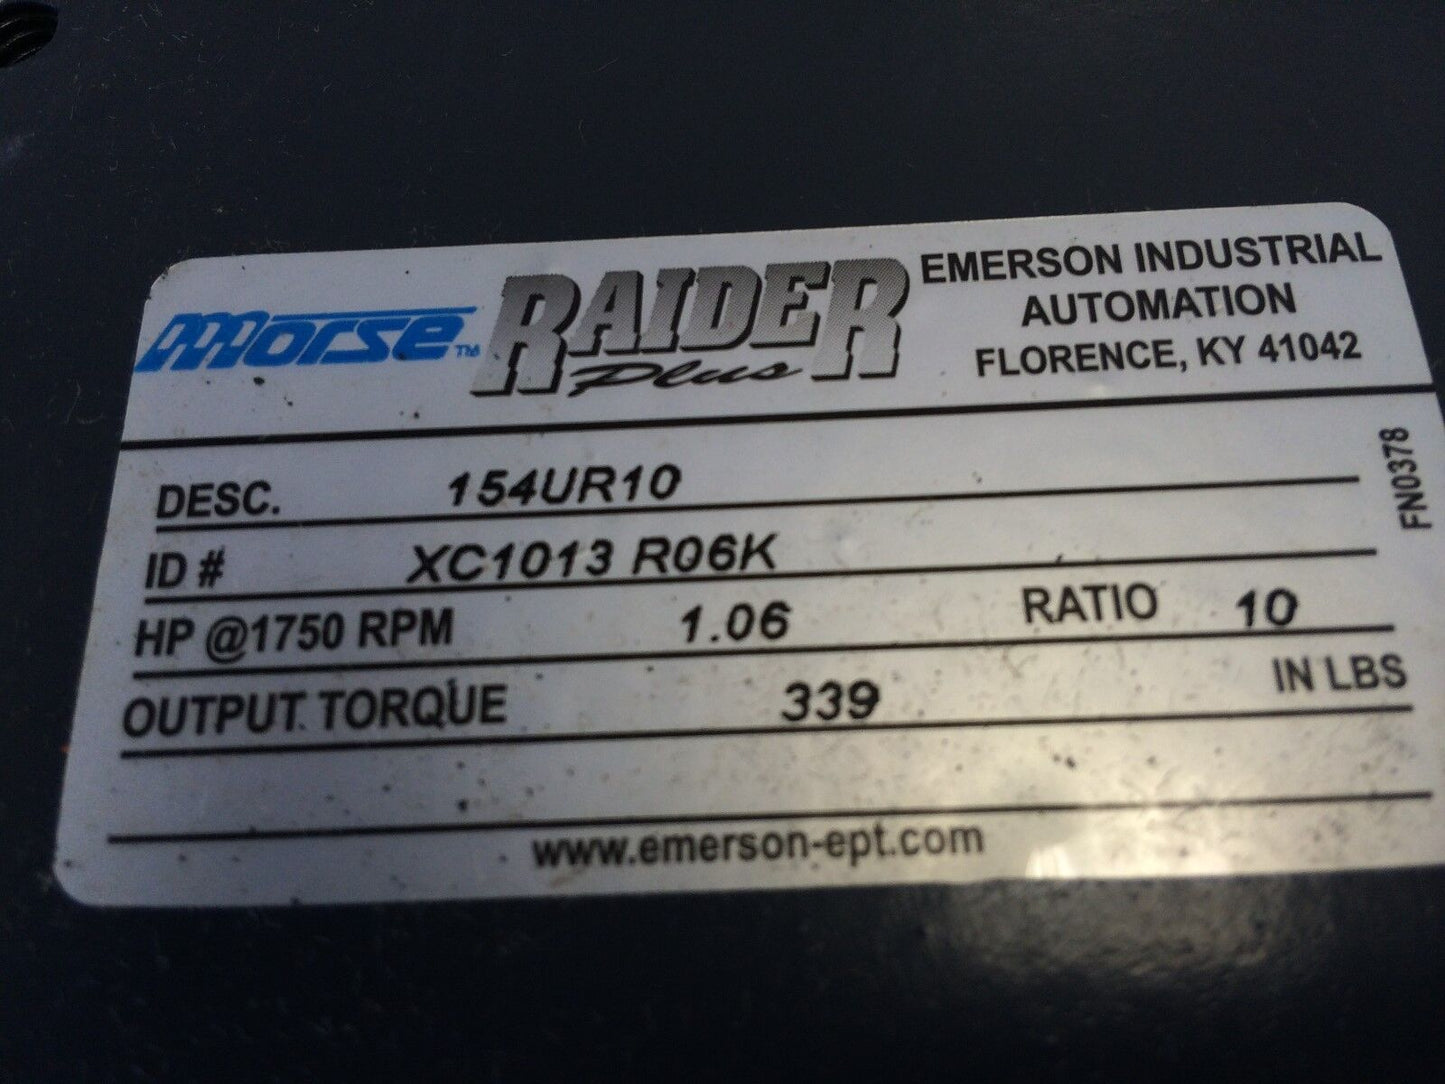 morse™ RAIDER Plus
EMERSON INDUSTRIAL
AUTOMATION
FLORENCE, KY 41042
DESC. 154UR10
ID # XC1013 R06K
HP @1750 RPM 1.06 RATIO 10
OUTPUT TORQUE 339 IN LBS
www.emerson-ept.com
FN0378